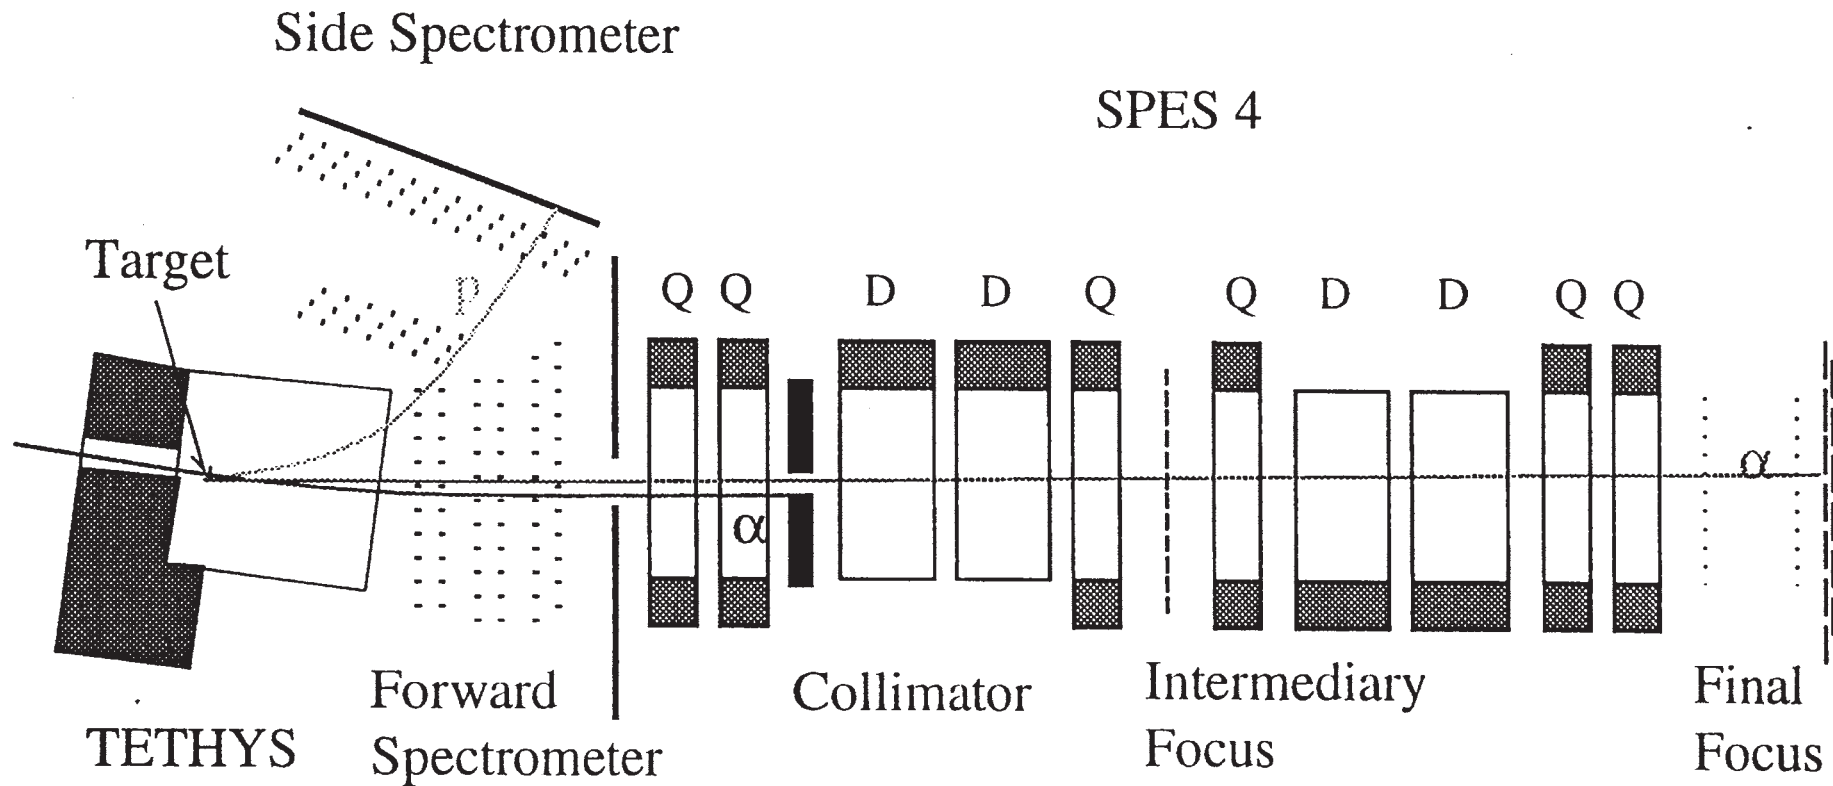 Side Spectrometer
SPES 4
Target
p
Q Q D D Q Q D D Q Q
α
α
Forward
Spectrometer
Collimator
Intermediary
Focus
Final
Focus
TETHYS